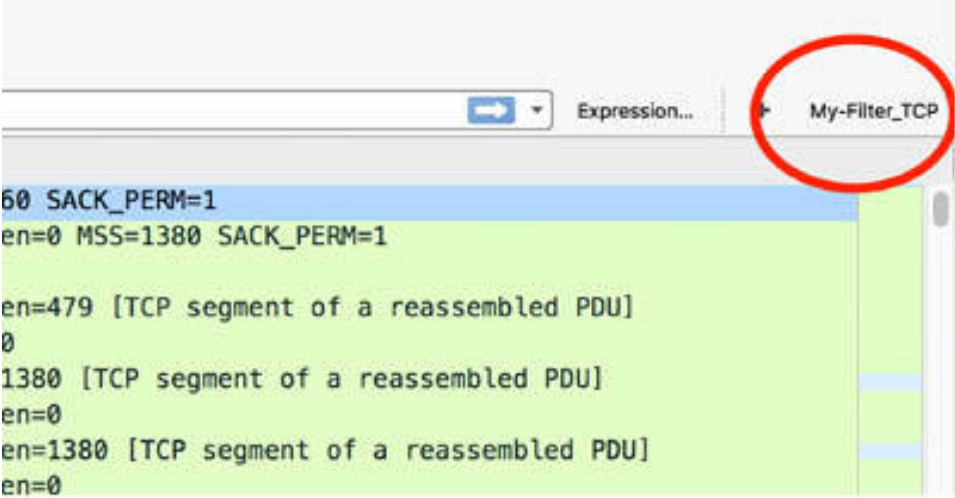 Expression... + My-Filter_TCP
60 SACK_PERM=1
en=0 MSS=1380 SACK_PERM=1
en=479 [TCP segment of a reassembled PDU]
0
1380 [TCP segment of a reassembled PDU]
en=0
en=1380 [TCP segment of a reassembled PDU]
en=0